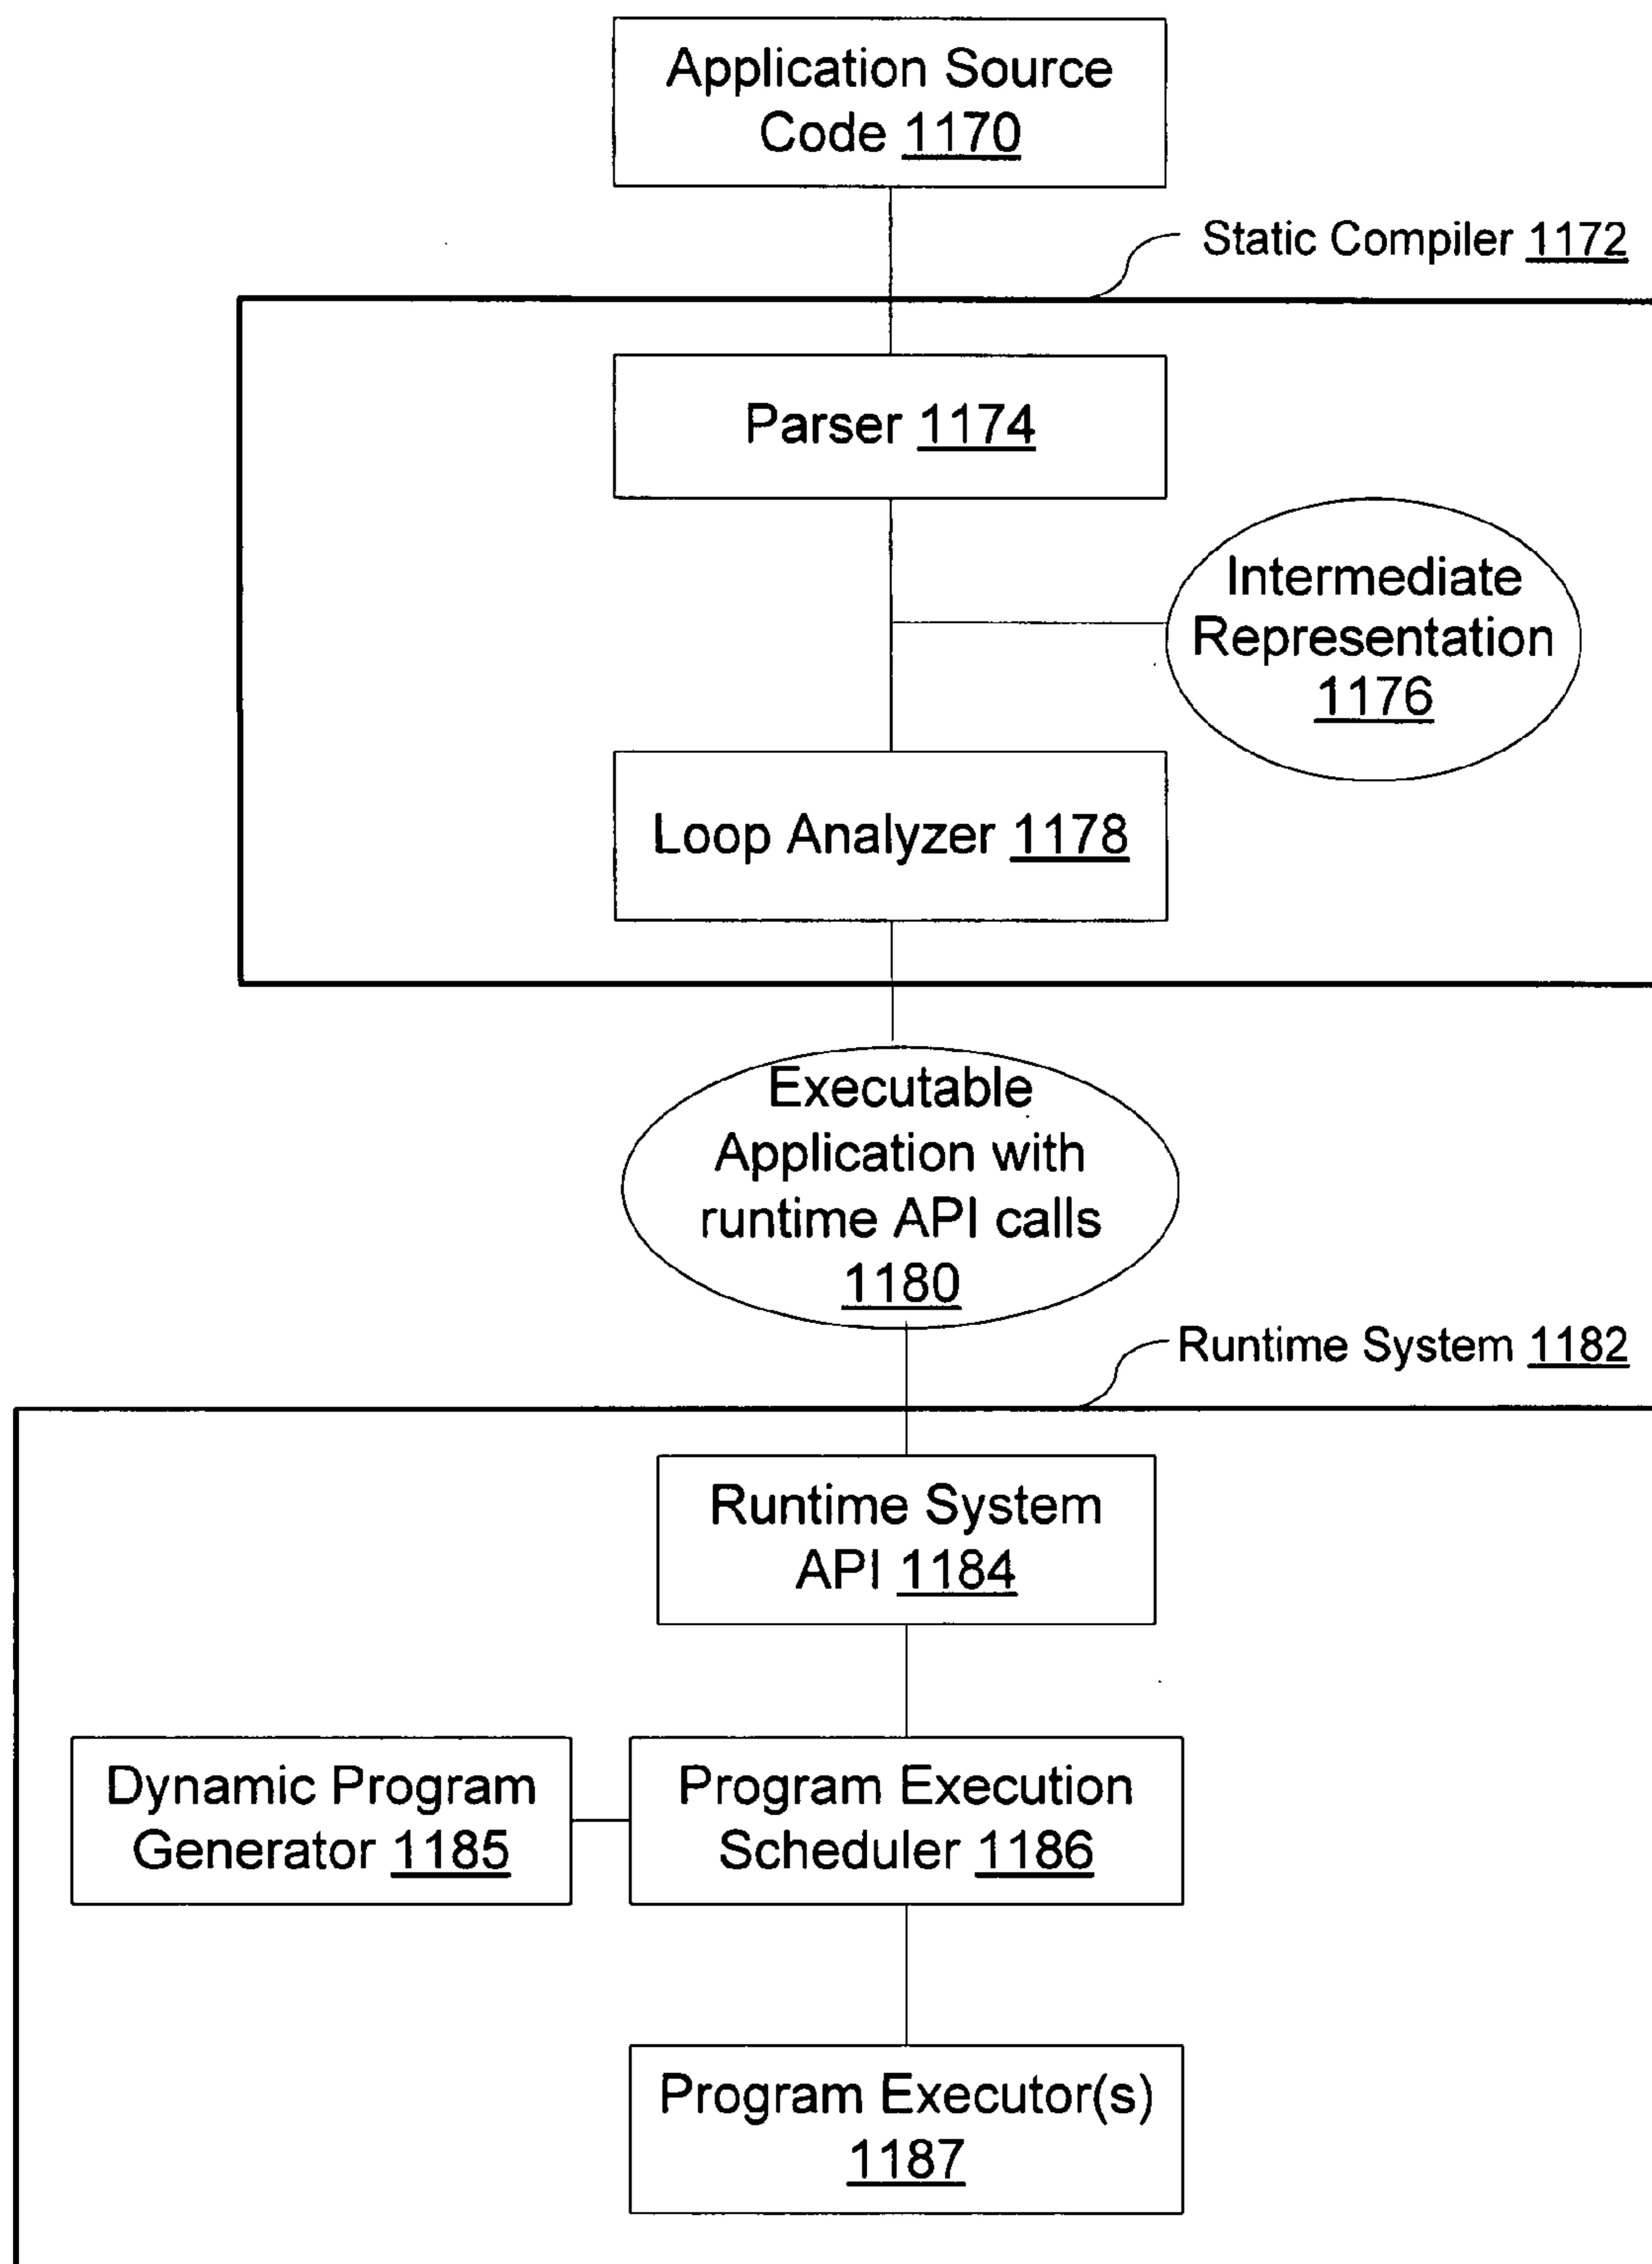 Application Source
Code 1170
Static Compiler 1172
Parser 1174
Intermediate
Representation
1176
Loop Analyzer 1178
Executable
Application with
runtime API calls
1180
Runtime System 1182
Runtime System
API 1184
Dynamic Program
Generator 1185
Program Execution
Scheduler 1186
Program Executor(s)
1187